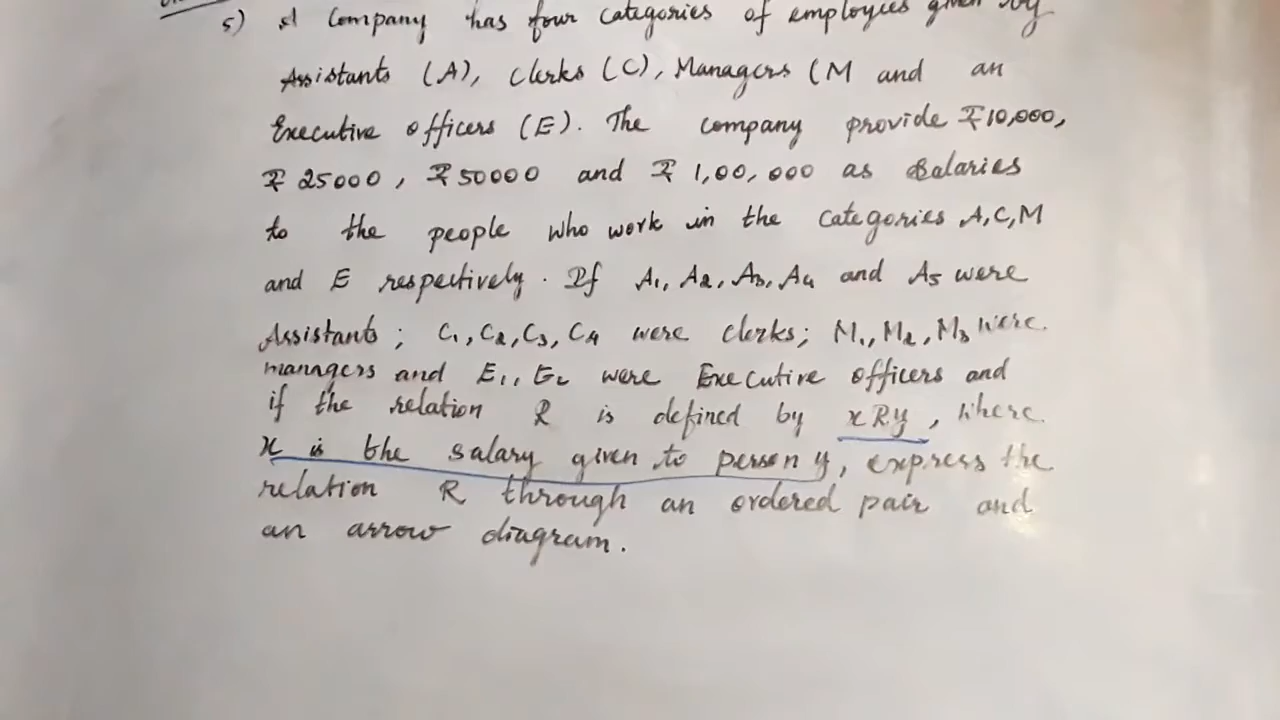 5) A Company has four categories of employees given by
Assistants (A), Clerks (C), Managers (M and an
Executive officers (E). The company provide ₹10,000,
₹ 25000, ₹50000 and ₹ 1,00,000 as Salaries
to the people who work in the categories A,C,M
and E respectively. If A1, A2, A3, A4 and A5 were
Assistants; C1, C2, C3, C4 were clerks; M1, M2, M3 were.
managers and E1, E2 were Executive officers and
if the relation R is defined by xRy, where
x is the salary given to person y, express the
relation R through an ordered pair and
an arrow diagram.